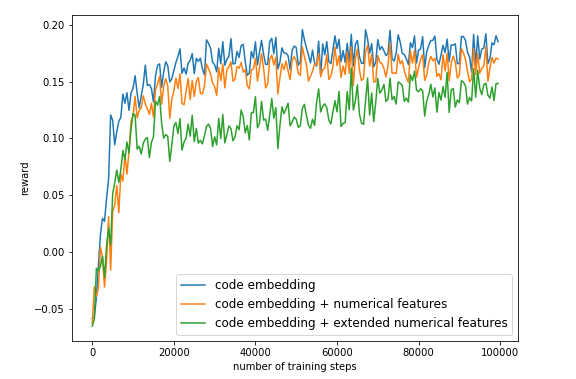 0.20
0.15
0.10
0.05
0.00
−0.05
reward
code embedding
code embedding + numerical features
code embedding + extended numerical features
0 20000 40000 60000 80000 100000
number of training steps